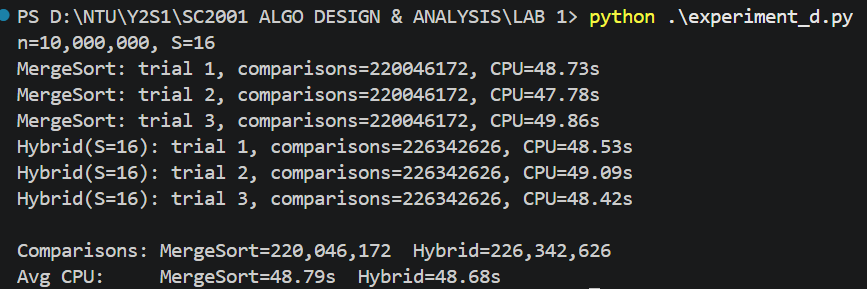 PS D:\NTU\Y2S1\SC2001 ALGO DESIGN & ANALYSIS\LAB 1> python .\experiment_d.py
n=10,000,000, S=16
MergeSort: trial 1, comparisons=220046172, CPU=48.73s
MergeSort: trial 2, comparisons=220046172, CPU=47.78s
MergeSort: trial 3, comparisons=220046172, CPU=49.86s
Hybrid(S=16): trial 1, comparisons=226342626, CPU=48.53s
Hybrid(S=16): trial 2, comparisons=226342626, CPU=49.09s
Hybrid(S=16): trial 3, comparisons=226342626, CPU=48.42s
Comparisons: MergeSort=220,046,172  Hybrid=226,342,626
Avg CPU:     MergeSort=48.79s  Hybrid=48.68s